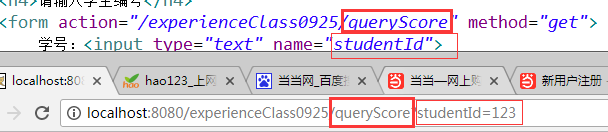 <h4>请输入学生编号</h4>
<form action="/experienceClass0925/queryScore" method="get">
学号：<input type="text" name="studentId">
localhost:80 hao123_上网 当当网_百度 当当—网上购 新用户注册 -
localhost:8080/experienceClass0925/queryScore?studentId=123